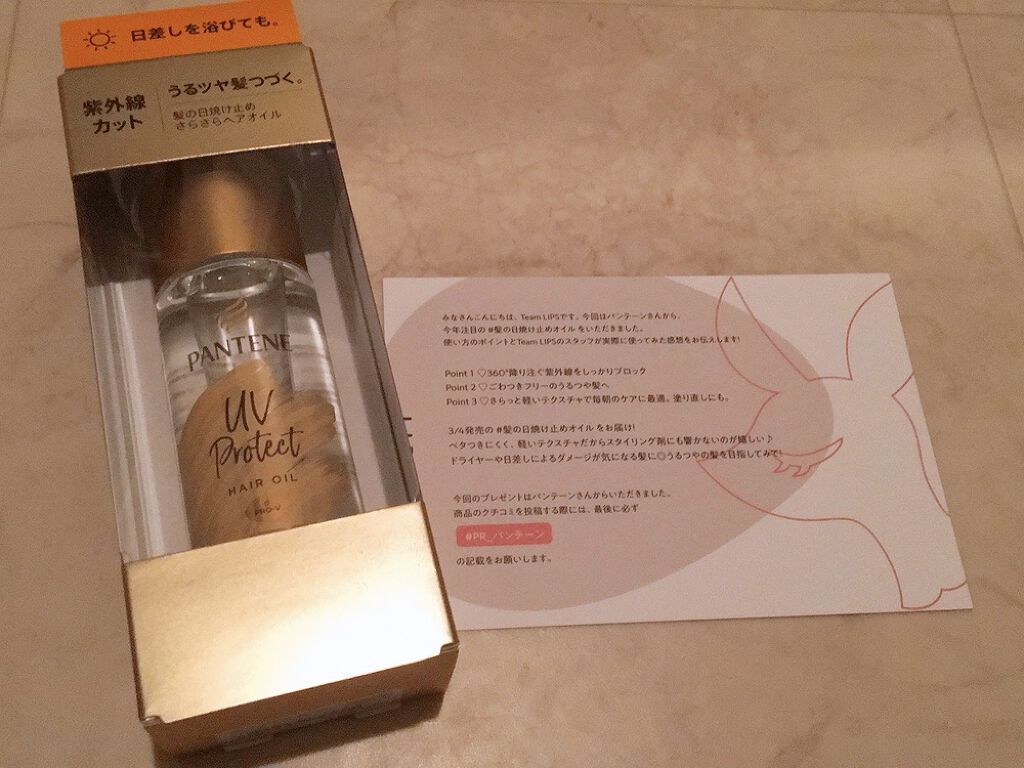 日差しを浴びても。
紫外線
カット
うるツヤ髪つづく。
髪の日焼け止め
さらさらヘアオイル
PANTENE
UV
Protect
HAIR OIL
PRO-V
みなさんこんにちは、Team LIPSです。今回はパンテーンさんから、
今年注目の #髪の日焼け止めオイル をいただきました。
使い方のポイントとTeam LIPSのスタッフが実際に使ってみた感想をお伝えします!
Point 1 ♡360°降り注ぐ紫外線をしっかりブロック
Point 2 ♡ごわつきフリーのうるつや髪へ
Point 3 ♡さらっと軽いテクスチャで毎朝のケアに最適。塗り直しにも。
3/4発売の #髪の日焼け止めオイル をお届け!
ベタつきにくく、軽いテクスチャだからスタイリング剤にも響かないのが嬉しい♪
ドライヤーや日差しによるダメージが気になる髪に◎うるつやの髪を目指してみて!
今回のプレゼントはパンテーンさんからいただきました。
商品のクチコミを投稿する際には、最後に必ず
#PR_パンテーン
の記載をお願いします。